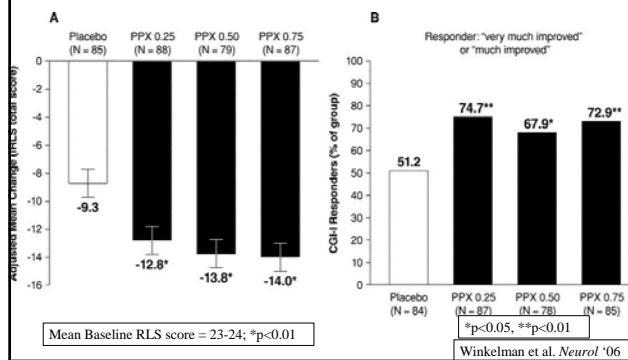 A
Placebo PPX 0.25 PPX 0.50 PPX 0.75
(N = 85) (N = 88) (N = 79) (N = 87)
0
-2
-4
-6
-8
-10
-12
-14
-16
Adjusted Mean Change (IRLS total score)
-9.3
-12.8*
-13.8*
-14.0*
Mean Baseline RLS score = 23-24; *p<0.01
B
Responder: "very much improved"
or "much improved"
100
90
80
70
60
50
40
30
20
10
0
CGI-I Responders (% of group)
51.2
74.7**
67.9*
72.9**
Placebo PPX 0.25 PPX 0.50 PPX 0.75
(N = 84) (N = 87) (N = 78) (N = 85)
*p<0.05, **p<0.01
Winkelman et al. Neurol ‘06